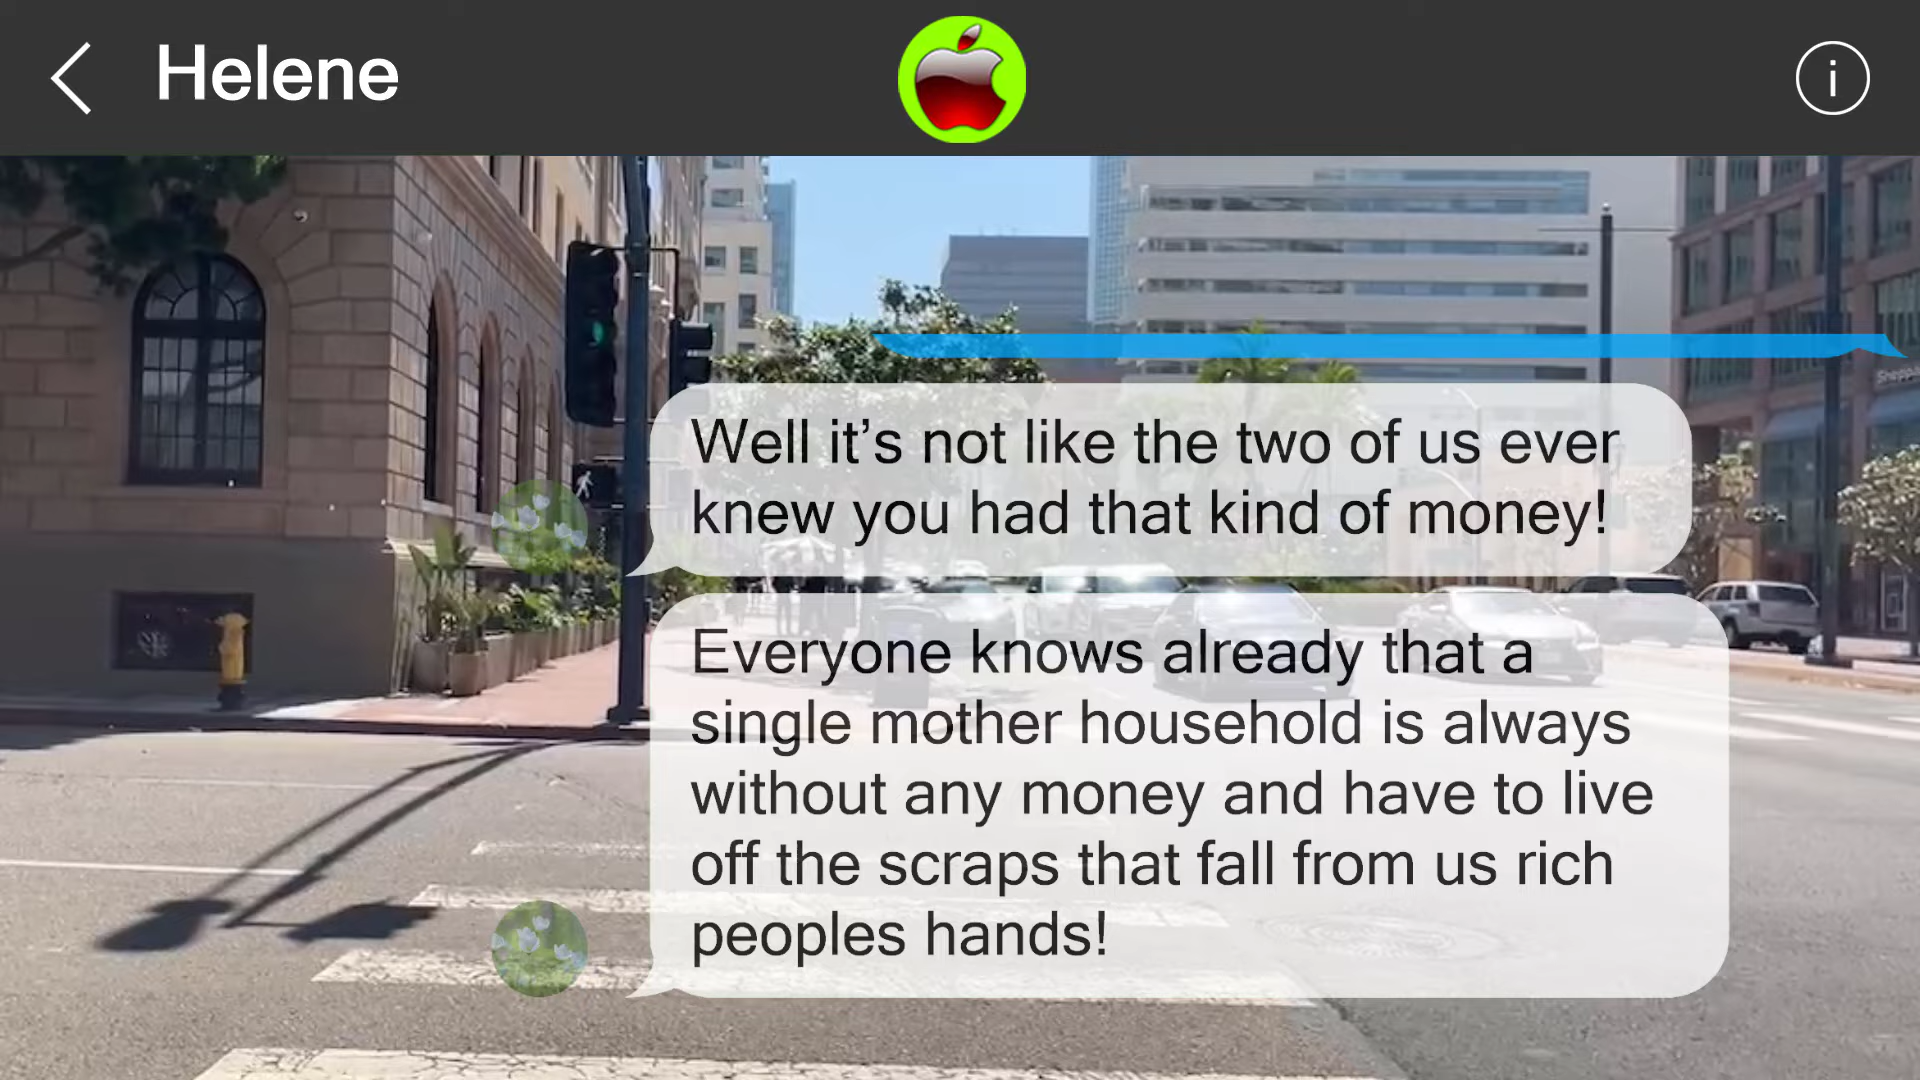 Helene
Well it’s not like the two of us ever
knew you had that kind of money!
Everyone knows already that a
single mother household is always
without any money and have to live
off the scraps that fall from us rich
peoples hands!